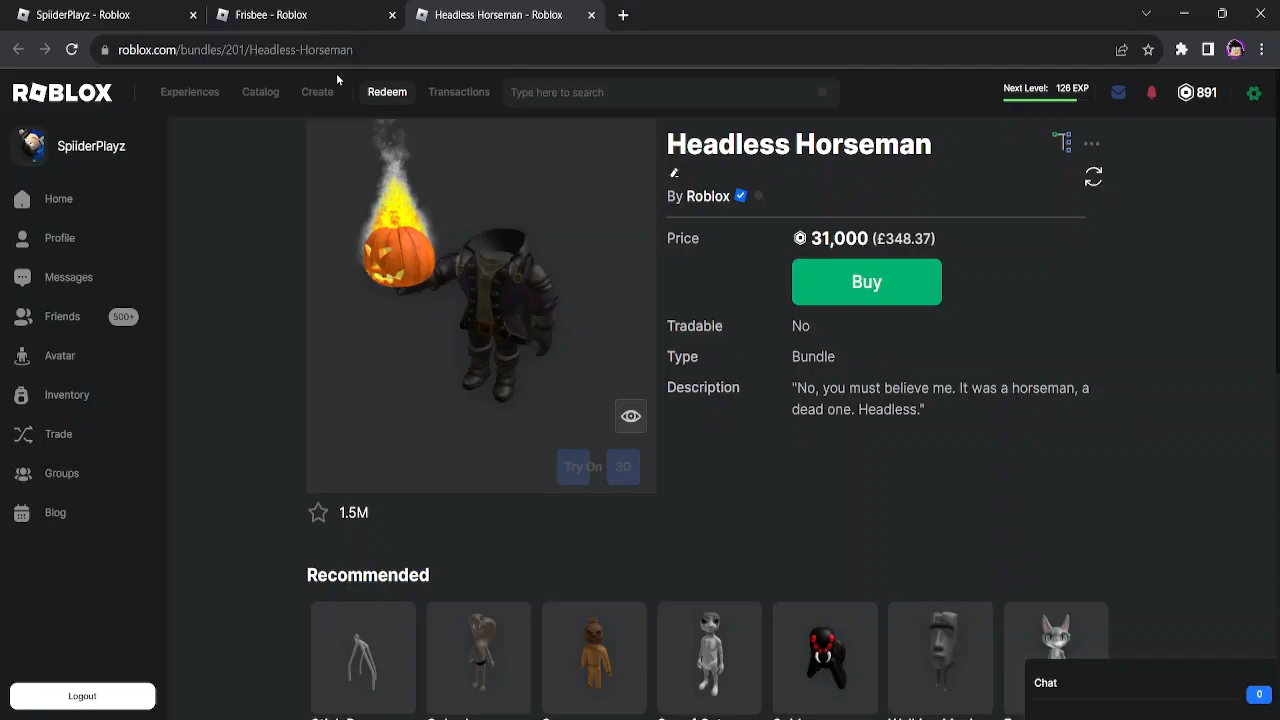 SpiiderPlayz - Roblox
Frisbee - Roblox
Headless Horseman - Roblox
roblox.com/bundles/201/Headless-Horseman
ROBLOX
Experiences
Catalog
Create
Redeem
Transactions
Type here to search
Next Level: 126 EXP
891
SpiiderPlayz
Home
Profile
Messages
Friends
500+
Avatar
Inventory
Trade
Groups
Blog
Logout
Try On
3D
1.5M
Headless Horseman
By Roblox
Price
31,000 (£348.37)
Buy
Tradable
No
Type
Bundle
Description
"No, you must believe me. It was a horseman, a
dead one. Headless."
Recommended
Chat
0